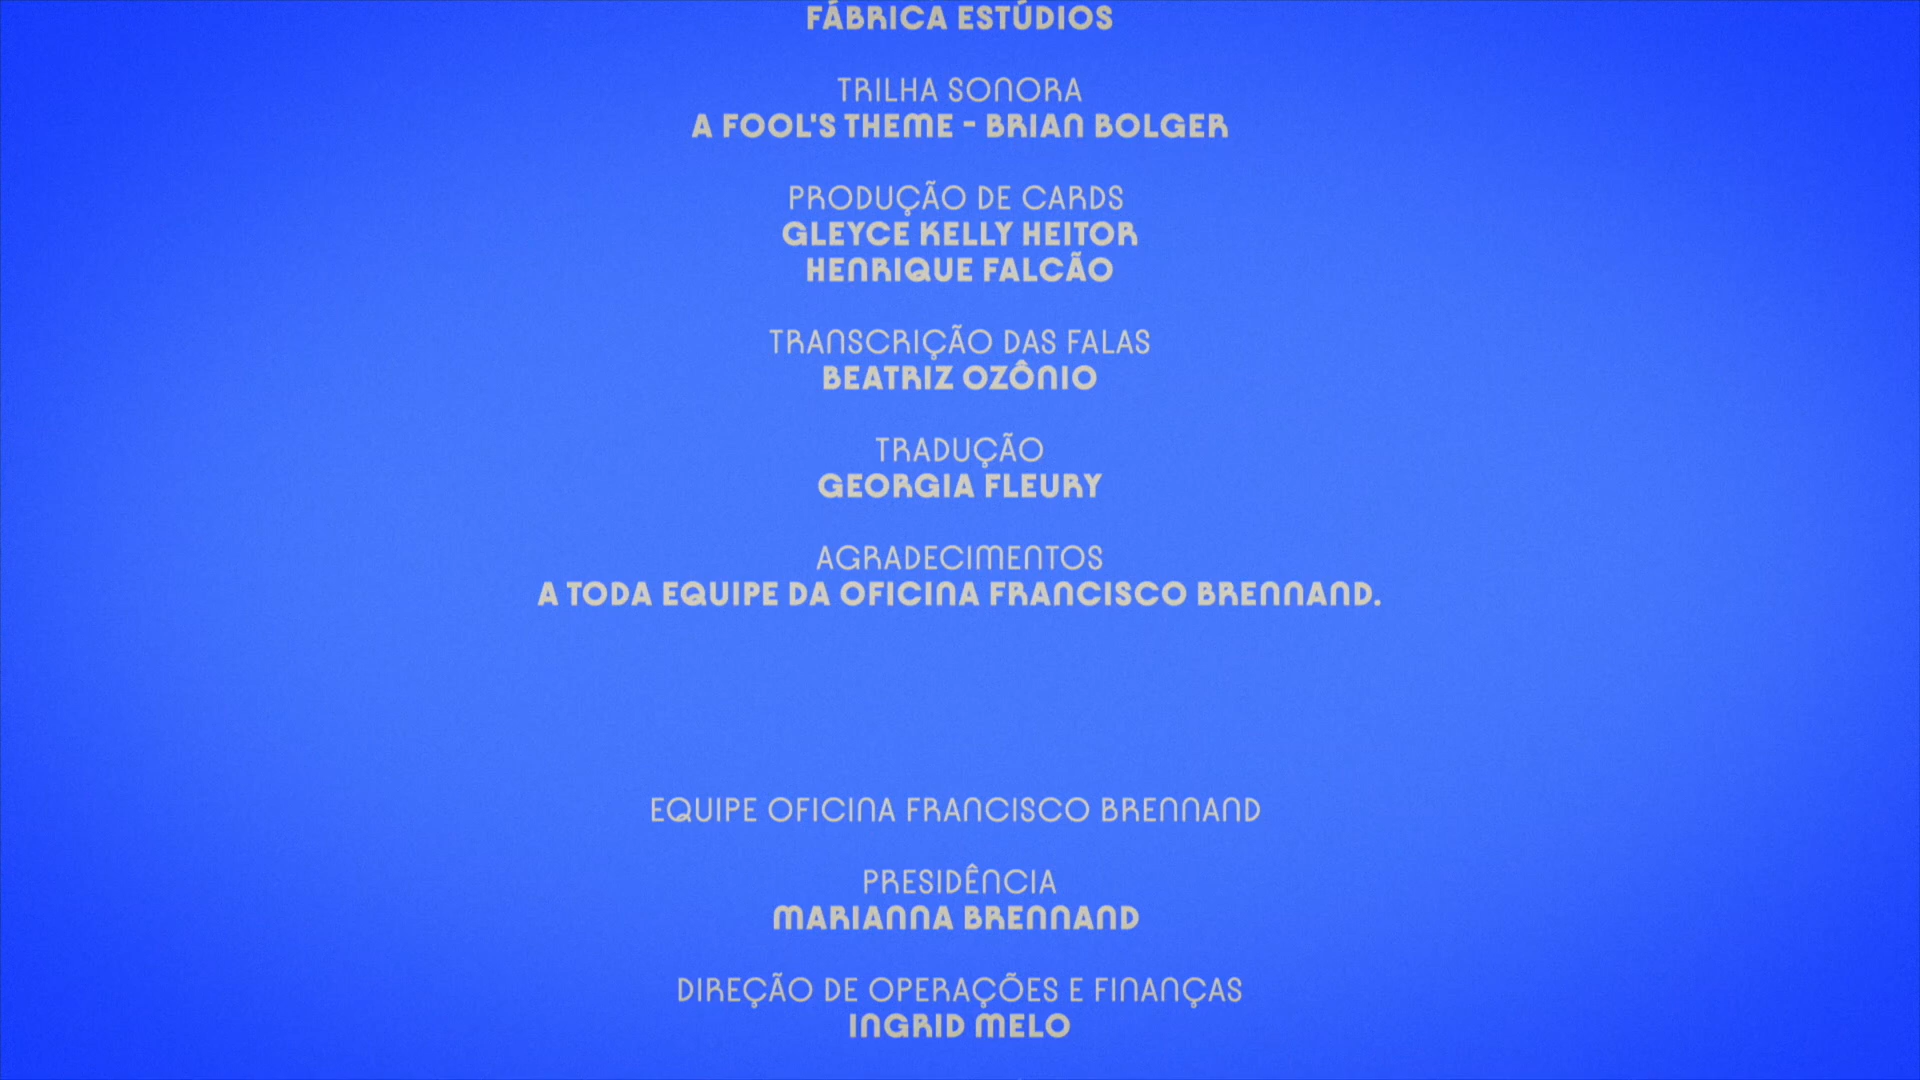 FÁBRICA ESTÚDIOS
TRILHA SONORA
A FOOL'S THEME - BRIAN BOLGER
PRODUÇÃO DE CARDS
GLEYCE KELLY HEITOR
HENRIQUE FALCÃO
TRANSCRIÇÃO DAS FALAS
BEATRIZ OZÔNIO
TRADUÇÃO
GEORGIA FLEURY
AGRADECIMENTOS
A TODA EQUIPE DA OFICINA FRANCISCO BRENNAND.
EQUIPE OFICINA FRANCISCO BRENNAND
PRESIDÊNCIA
MARIANNA BRENNAND
DIREÇÃO DE OPERAÇÕES E FINANÇAS
INGRID MELO